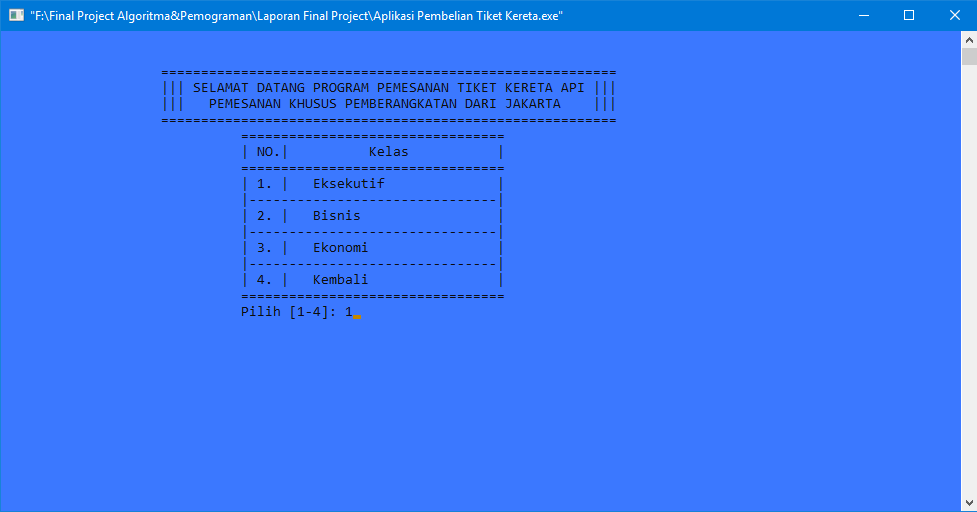 "F:\Final Project Algoritma&Pemograman\Laporan Final Project\Aplikasi Pembelian Tiket Kereta.exe"
=========================================================
||| SELAMAT DATANG PROGRAM PEMESANAN TIKET KERETA API |||
|||   PEMESANAN KHUSUS PEMBERANGKATAN DARI JAKARTA    |||
=========================================================
=================================
| NO.|          Kelas           |
=================================
| 1. |   Eksekutif              |
|-------------------------------|
| 2. |   Bisnis                 |
|-------------------------------|
| 3. |   Ekonomi                |
|-------------------------------|
| 4. |   Kembali                |
=================================
Pilih [1-4]: 1